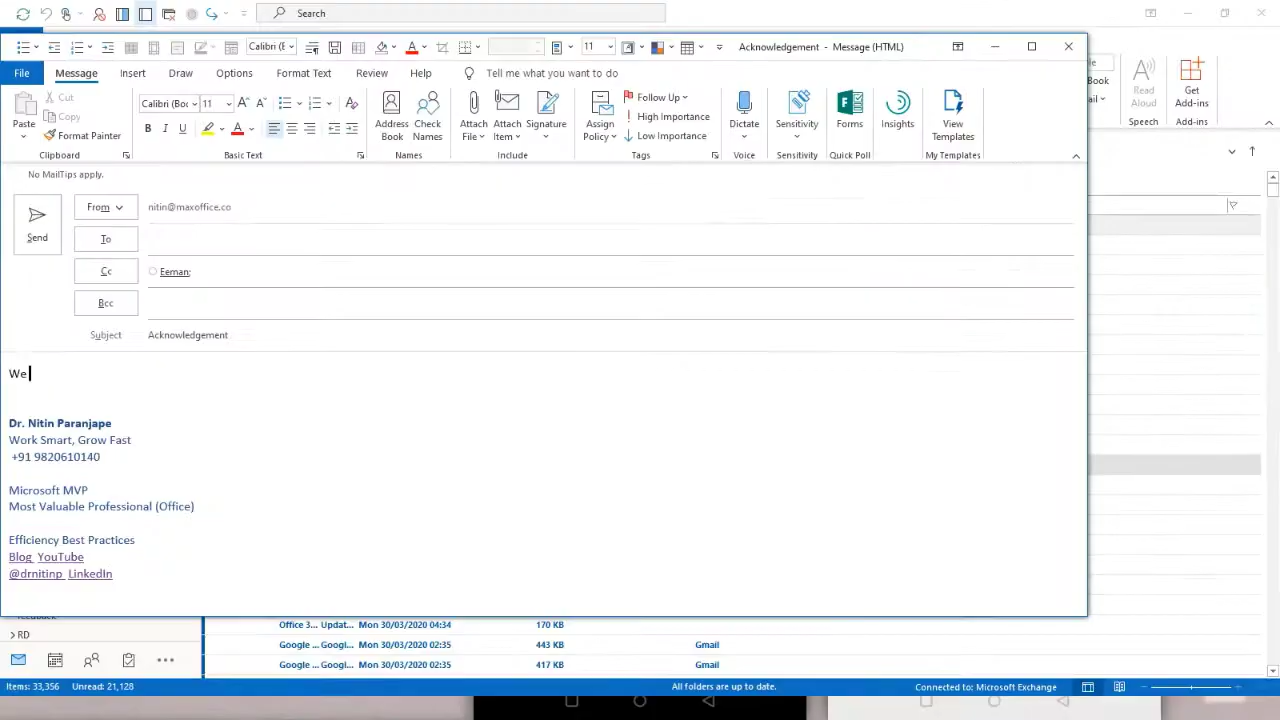 Search
Calibri (E
11
Acknowledgement - Message (HTML)
File Message Insert Draw Options Format Text Review Help Tell me what you want to do
Paste
Cut
Copy
Format Painter
Clipboard
Calibri (Boc 11
B I U
Basic Text
Address Book
Check Names
Names
Attach File
Attach Item
Signature
Include
Assign Policy
Follow Up
High Importance
Low Importance
Tags
Dictate
Voice
Sensitivity
Sensitivity
Forms
Quick Poll
Insights
View Templates
My Templates
Read Aloud
Speech
Get Add-ins
Add-ins
No MailTips apply.
Send
From nitin@maxoffice.co
To
Cc Eeman;
Bcc
Subject Acknowledgement
We
Dr. Nitin Paranjape
Work Smart, Grow Fast
+91 9820610140
Microsoft MVP
Most Valuable Professional (Office)
Efficiency Best Practices
Blog YouTube
@drnitinp LinkedIn
RD
Office 3... Updat... Mon 30/03/2020 04:34 170 KB
Google ... Googl... Mon 30/03/2020 02:35 443 KB Gmail
Google ... Googl... Mon 30/03/2020 02:35 417 KB Gmail
Items: 33,356 Unread: 21,128 All folders are up to date. Connected to: Microsoft Exchange